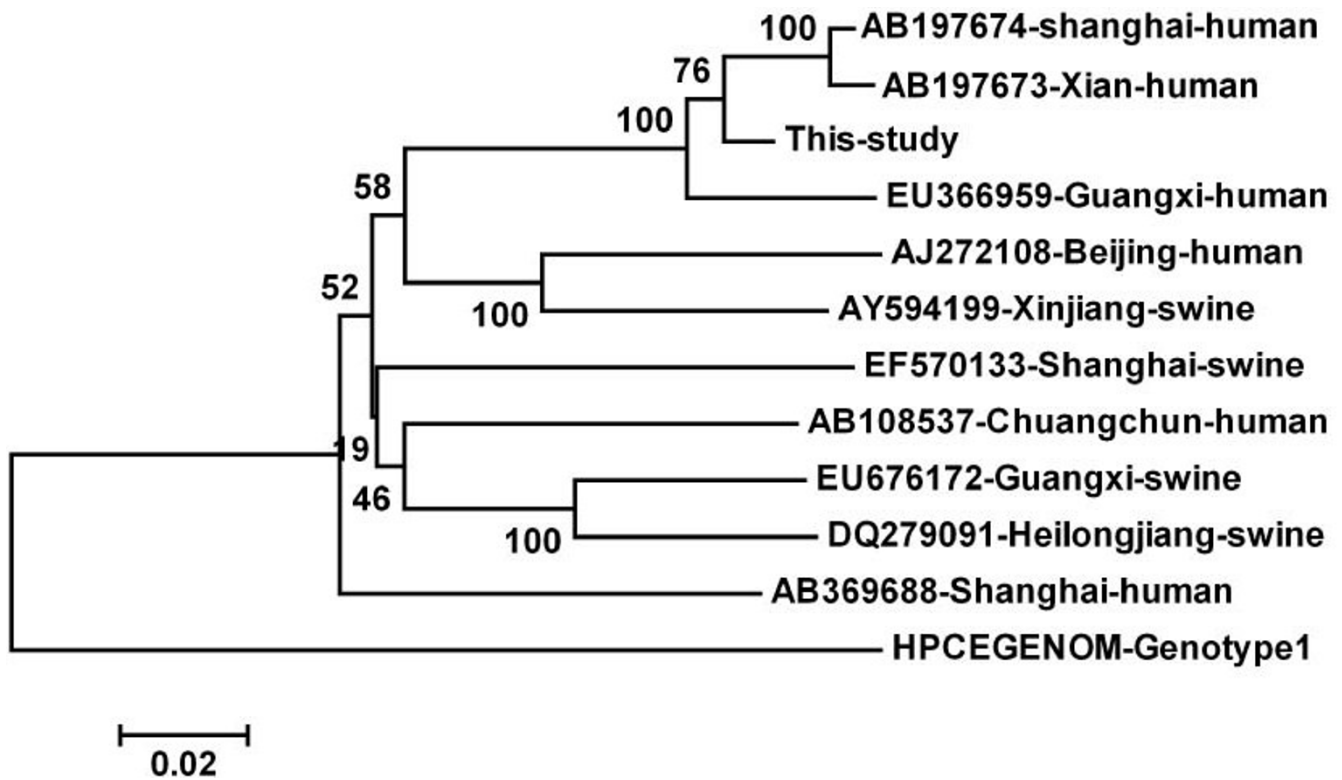 100
AB197674-shanghai-human
76
AB197673-Xian-human
100
This-study
58
EU366959-Guangxi-human
AJ272108-Beijing-human
52
100
AY594199-Xinjiang-swine
EF570133-Shanghai-swine
AB108537-Chuangchun-human
19
EU676172-Guangxi-swine
46
100
DQ279091-Heilongjiang-swine
AB369688-Shanghai-human
HPCEGENOM-Genotype1
0.02